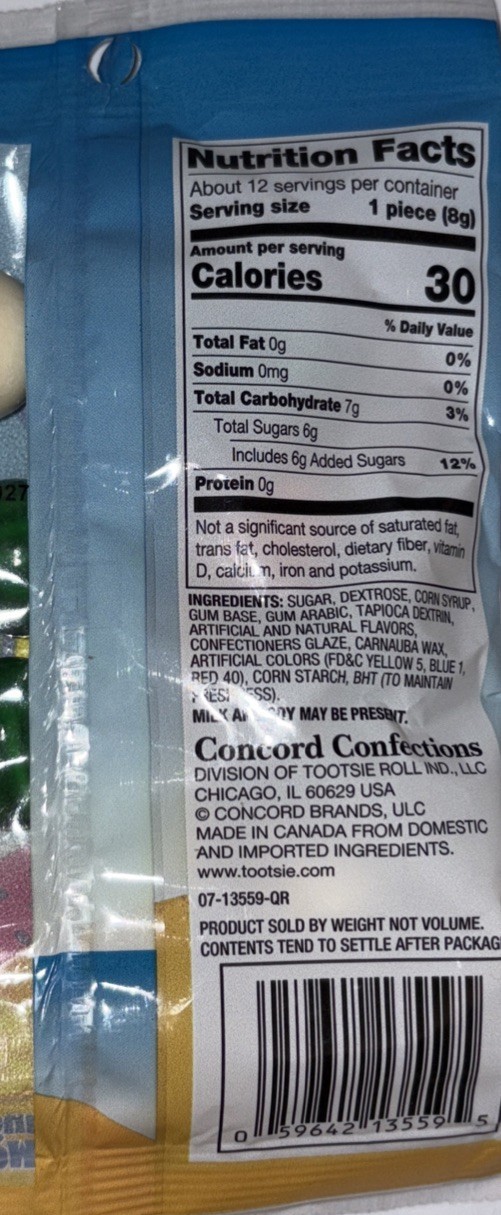 Nutrition Facts
About 12 servings per container
Serving size 1 piece (8g)
Amount per serving
Calories 30
% Daily Value
Total Fat 0g 0%
Sodium 0mg 0%
Total Carbohydrate 7g 3%
Total Sugars 6g
Includes 6g Added Sugars 12%
Protein 0g
Not a significant source of saturated fat,
trans fat, cholesterol, dietary fiber, vitamin
D, calcium, iron and potassium.
INGREDIENTS: SUGAR, DEXTROSE, CORN SYRUP,
GUM BASE, GUM ARABIC, TAPIOCA DEXTRIN,
ARTIFICIAL AND NATURAL FLAVORS,
CONFECTIONERS GLAZE, CARNAUBA WAX,
ARTIFICIAL COLORS (FD&C YELLOW 5, BLUE 1,
RED 40), CORN STARCH, BHT (TO MAINTAIN
MAY BE PRESENT.
Concord Confections
DIVISION OF TOOTSIE ROLL IND., LLC
CHICAGO, IL 60629 USA
© CONCORD BRANDS, ULC
MADE IN CANADA FROM DOMESTIC
AND IMPORTED INGREDIENTS.
www.tootsie.com
07-13559-QR
PRODUCT SOLD BY WEIGHT NOT VOLUME.
CONTENTS TEND TO SETTLE AFTER PACKAG
0 59642 13559 5